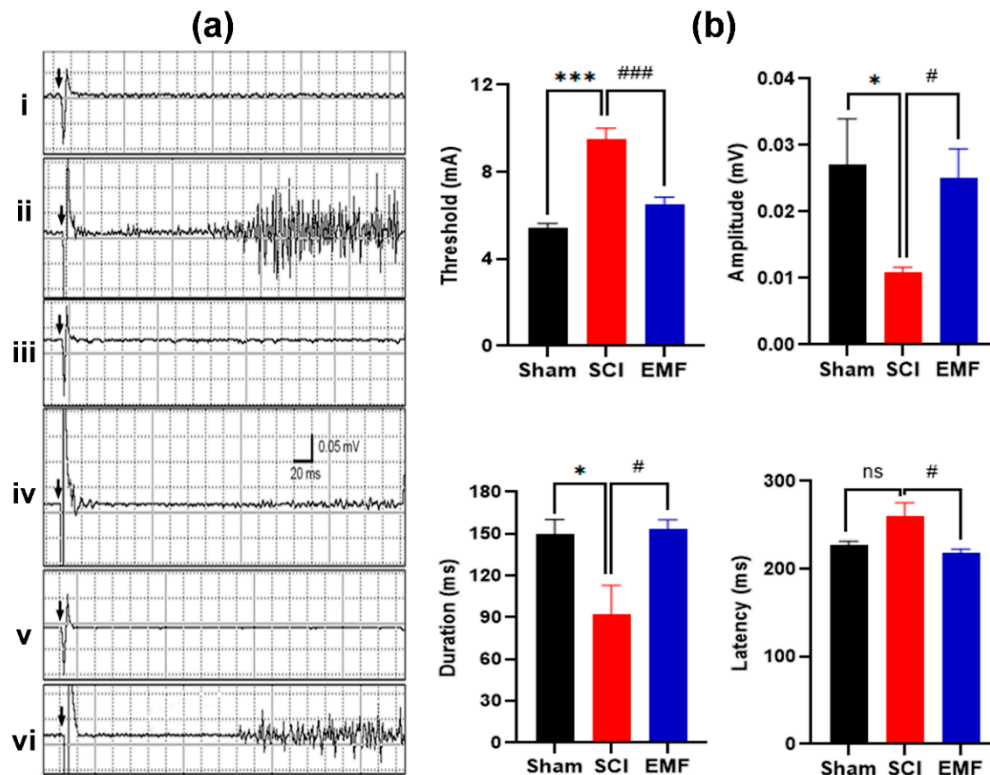 (a)
i
ii
iii
iv
0.05 mV
20 ms
v
vi
(b)
Threshold (mA)
12
8
4
0
***
###
Sham SCI EMF
Amplitude (mV)
0.04
0.03
0.02
0.01
0.00
*
#
Sham SCI EMF
Duration (ms)
180
150
120
90
60
30
0
*
#
Sham SCI EMF
Latency (ms)
300
200
100
0
ns
#
Sham SCI EMF